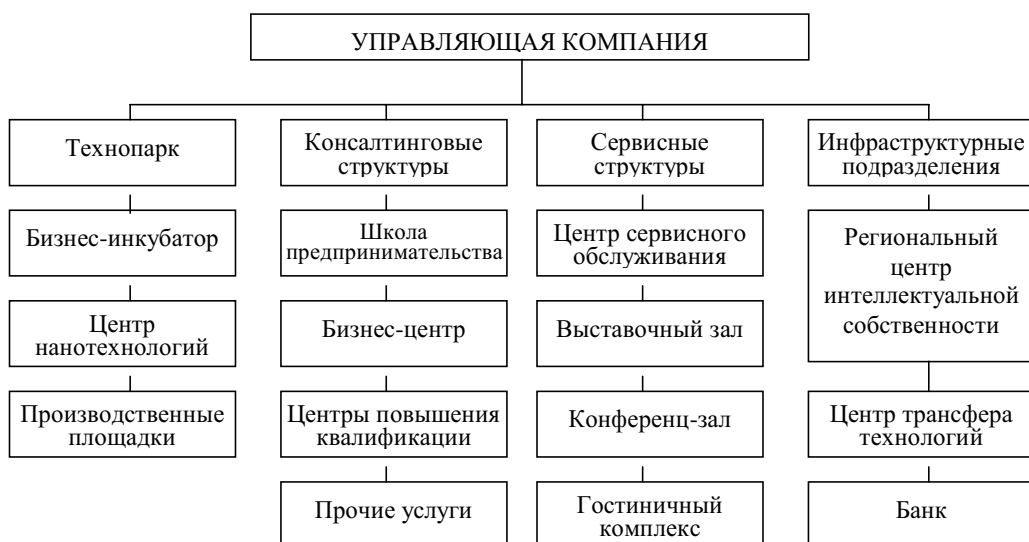 УПРАВЛЯЮЩАЯ КОМПАНИЯ
Технопарк
Консалтинговые
структуры
Сервисные
структуры
Инфраструктурные
подразделения
Бизнес-инкубатор
Школа
предпринимательства
Центр сервисного
обслуживания
Региональный
центр
интеллектуальной
собственности
Центр
нанотехнологий
Бизнес-центр
Выставочный зал
Производственные
площадки
Центры повышения
квалификации
Конференц-зал
Центр трансфера
технологий
Прочие услуги
Гостиничный
комплекс
Банк